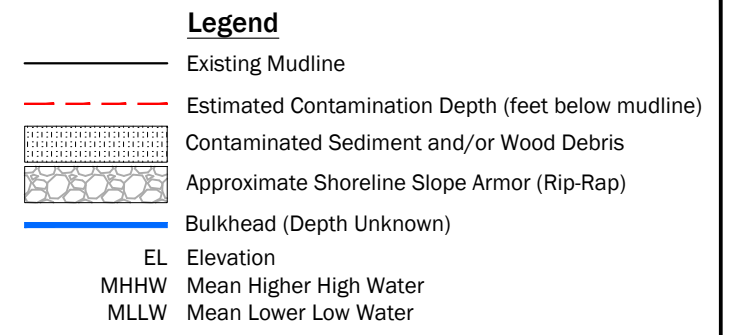 Legend
Existing Mudline
Estimated Contamination Depth (feet below mudline)
Contaminated Sediment and/or Wood Debris
Approximate Shoreline Slope Armor (Rip-Rap)
Bulkhead (Depth Unknown)
EL Elevation
MHHW Mean Higher High Water
MLLW Mean Lower Low Water